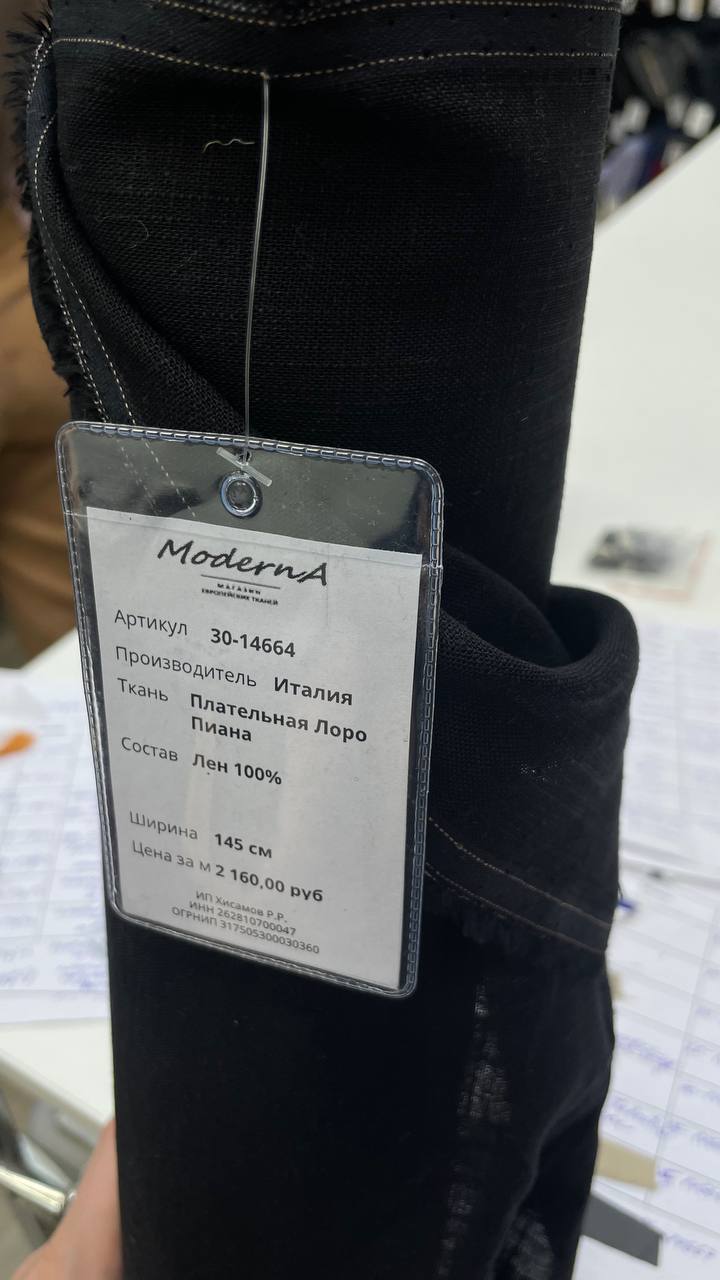 ModernA
МАГАЗИН
ЕВРОПЕЙСКИХ ТКАНЕЙ
Артикул 30-14664
Производитель Италия
Ткань Плательная Лоро
Пиана
Состав Лен 100%
Ширина 145 см
Цена за м 2 160,00 руб
ИП Хисамов Р.Р.
ИНН 262810700047
ОГРНИП 317505300030360